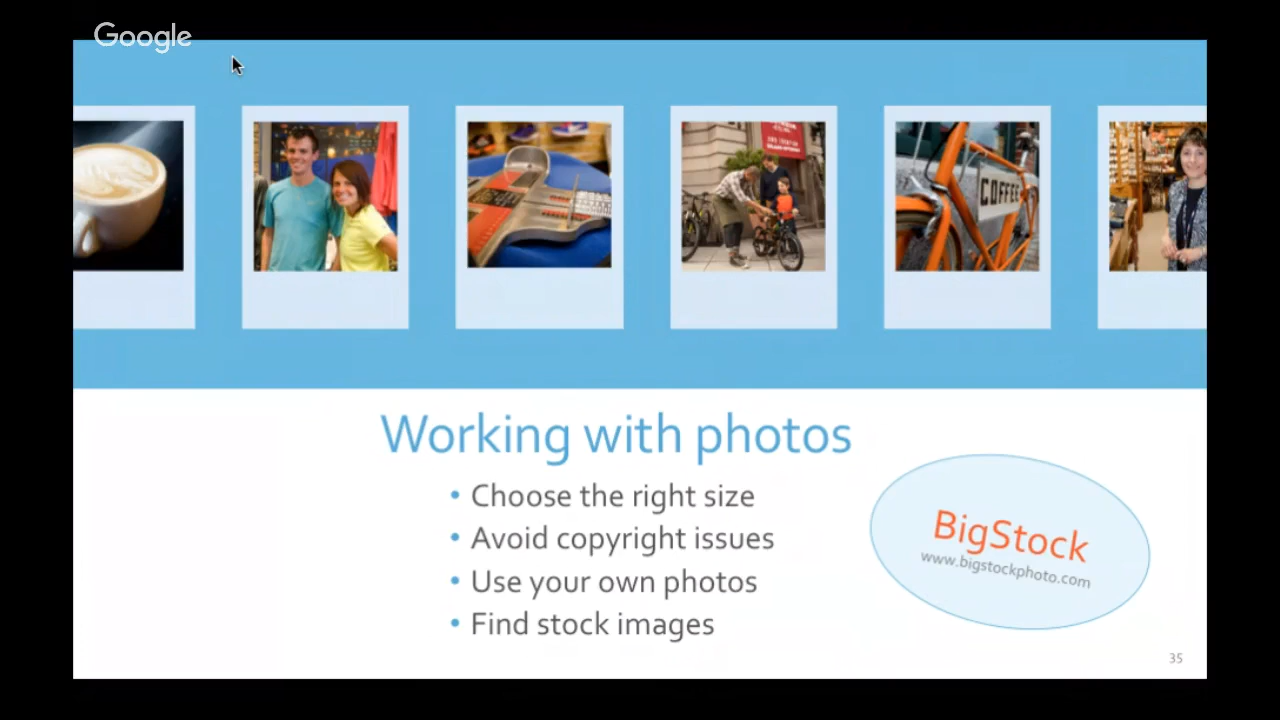 Google
COFFEE
Working with photos
• Choose the right size
• Avoid copyright issues
• Use your own photos
• Find stock images
BigStock
www.bigstockphoto.com
35